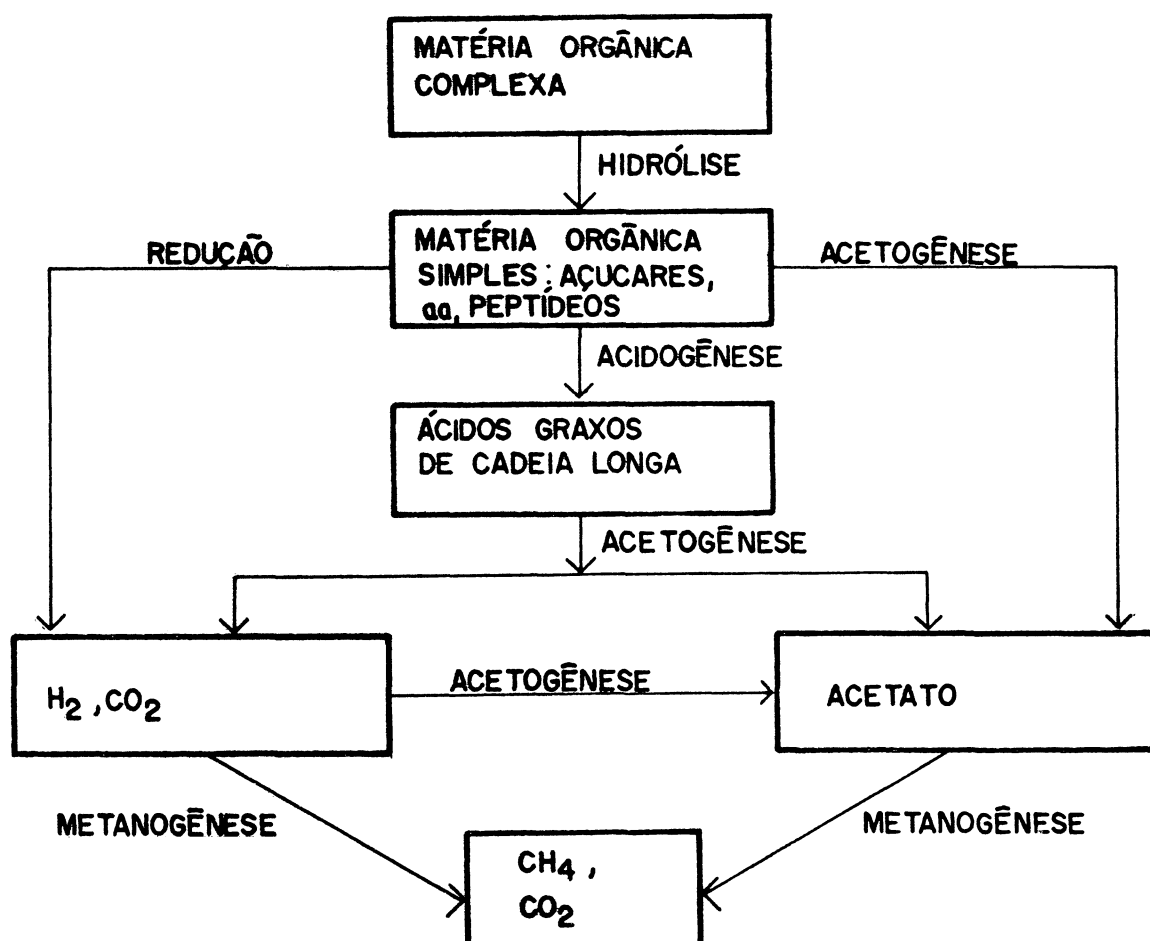 MATÉRIA ORGÂNICA
COMPLEXA
HIDRÓLISE
REDUÇÃO
MATÉRIA ORGÂNICA
SIMPLES: AÇUCARES,
aa, PEPTÍDEÓS
ACETOGÊNESE
ACIDOGÊNESE
ÁCIDOS GRAXOS
DE CADEIA LONGA
ACETOGÊNESE
H₂, CO₂
ACETOGÊNESE
ACETATO
METANOGÊNESE
METANOGÊNESE
CH₄,
CO₂